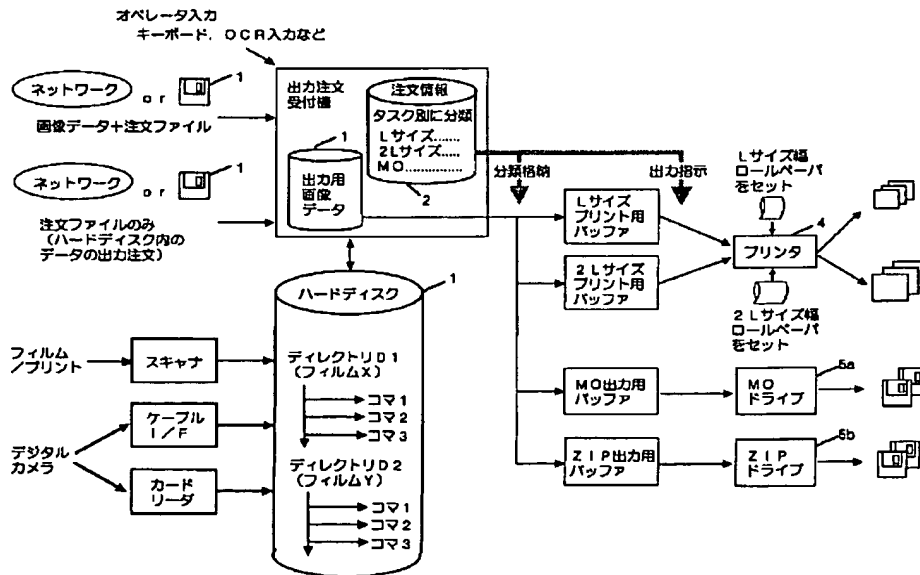 オペレータ入力
キーボード、OCR入力など
ネットワーク
or
1
画像データ+注文ファイル
ネットワーク
or
1
注文ファイルのみ
(ハードディスク内の
データの出力注文)
出力注文
受付機
1
出力用
画像
データ
注文情報
タスク別に分類
Lサイズ.......
2Lサイズ.....
MO..............
2
分類格納
出力指示
Lサイズ幅
ロールペーパ
をセット
Lサイズ
プリント用
バッファ
2Lサイズ
プリント用
バッファ
4
プリンタ
2Lサイズ幅
ロールペーパ
をセット
ハードディスク
1
フィルム
/プリント
スキャナ
デジタル
カメラ
ケーブル
I/F
カード
リーダ
ディレクトリD1
(フィルムX)
コマ1
コマ2
コマ3
ディレクトリD2
(フィルムY)
コマ1
コマ2
コマ3
MO出力用
バッファ
5a
MO
ドライブ
ZIP出力用
バッファ
5b
ZIP
ドライブ